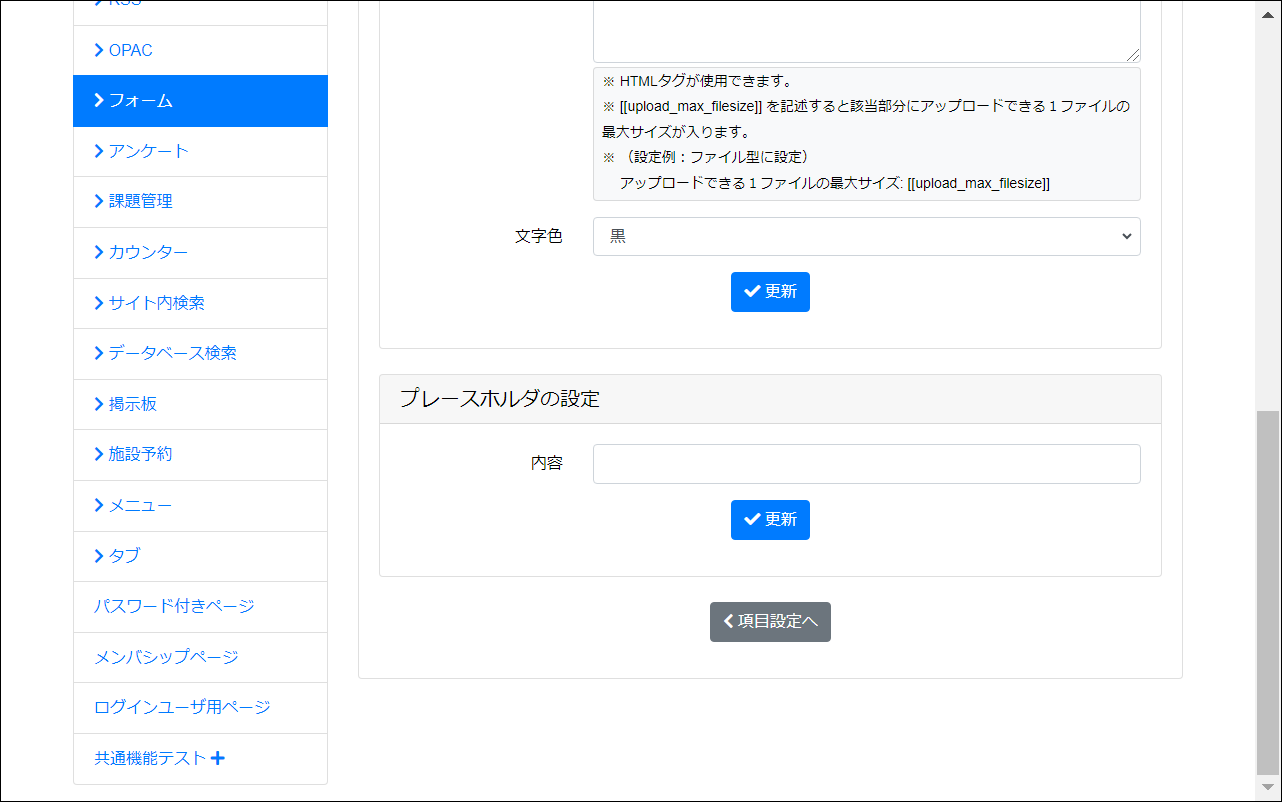 RSS
OPAC
フォーム
アンケート
課題管理
カウンター
サイト内検索
データベース検索
掲示板
施設予約
メニュー
タブ
パスワード付きページ
メンバシップページ
ログインユーザ用ページ
共通機能テスト
※ HTMLタグが使用できます。
※ [[upload_max_filesize]] を記述すると該当部分にアップロードできる１ファイルの
最大サイズが入ります。
※ （設定例：ファイル型に設定）
アップロードできる１ファイルの最大サイズ: [[upload_max_filesize]]
文字色
黒
更新
プレースホルダの設定
内容
更新
項目設定へ